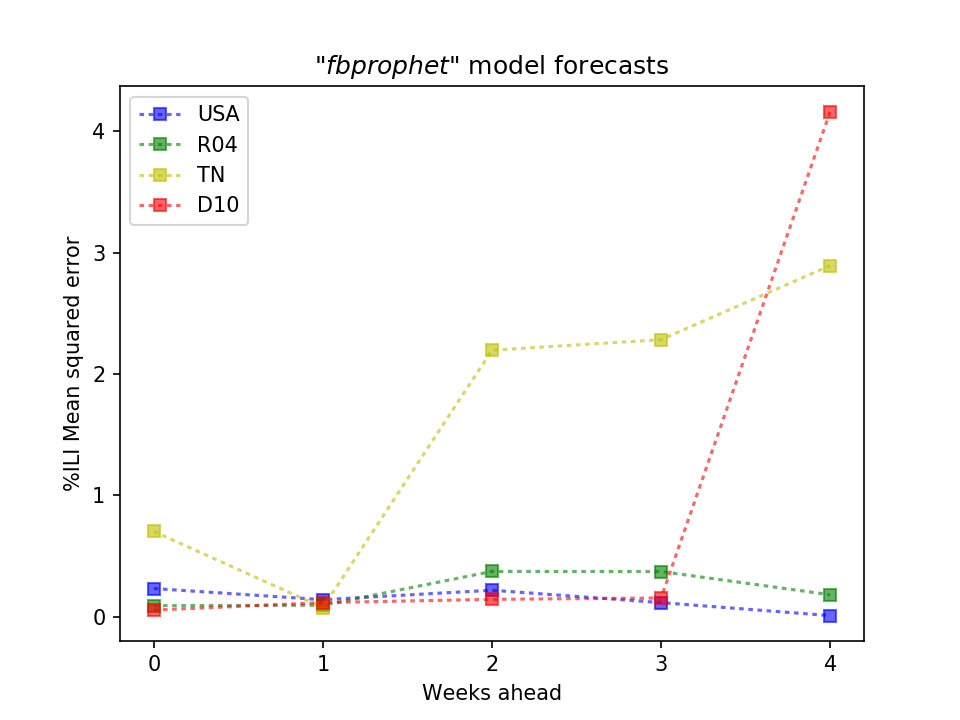 "fbprophet" model forecasts
USA
R04
TN
D10
%ILI Mean squared error
4
3
2
1
0
0 1 2 3 4
Weeks ahead